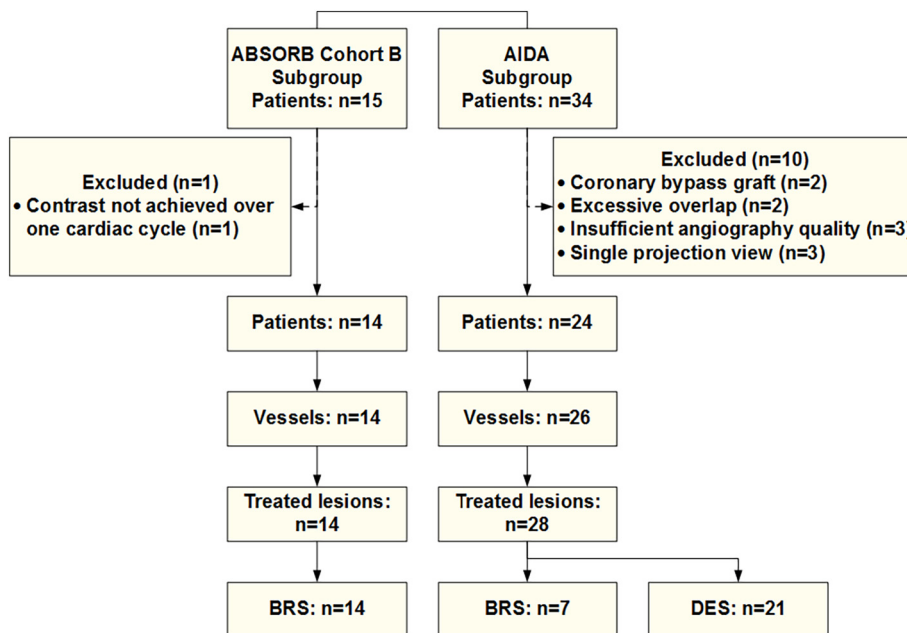 ABSORB Cohort B
Subgroup
Patients: n=15
AIDA
Subgroup
Patients: n=34
Excluded (n=1)
• Contrast not achieved over
one cardiac cycle (n=1)
Excluded (n=10)
• Coronary bypass graft (n=2)
• Excessive overlap (n=2)
• Insufficient angiography quality (n=3)
• Single projection view (n=3)
Patients: n=14
Patients: n=24
Vessels: n=14
Vessels: n=26
Treated lesions:
n=14
Treated lesions:
n=28
BRS: n=14
BRS: n=7
DES: n=21